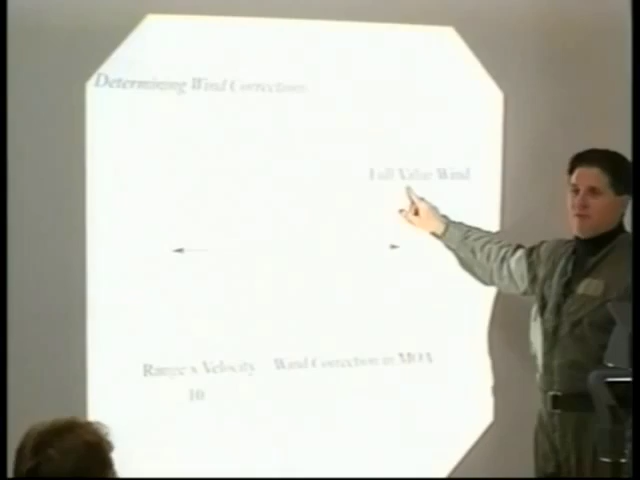 Determining Wind Corrections
Full Value Wind
Range x Velocity Wind Correction in MOA
10